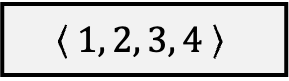 ⟨ 1, 2, 3, 4 ⟩